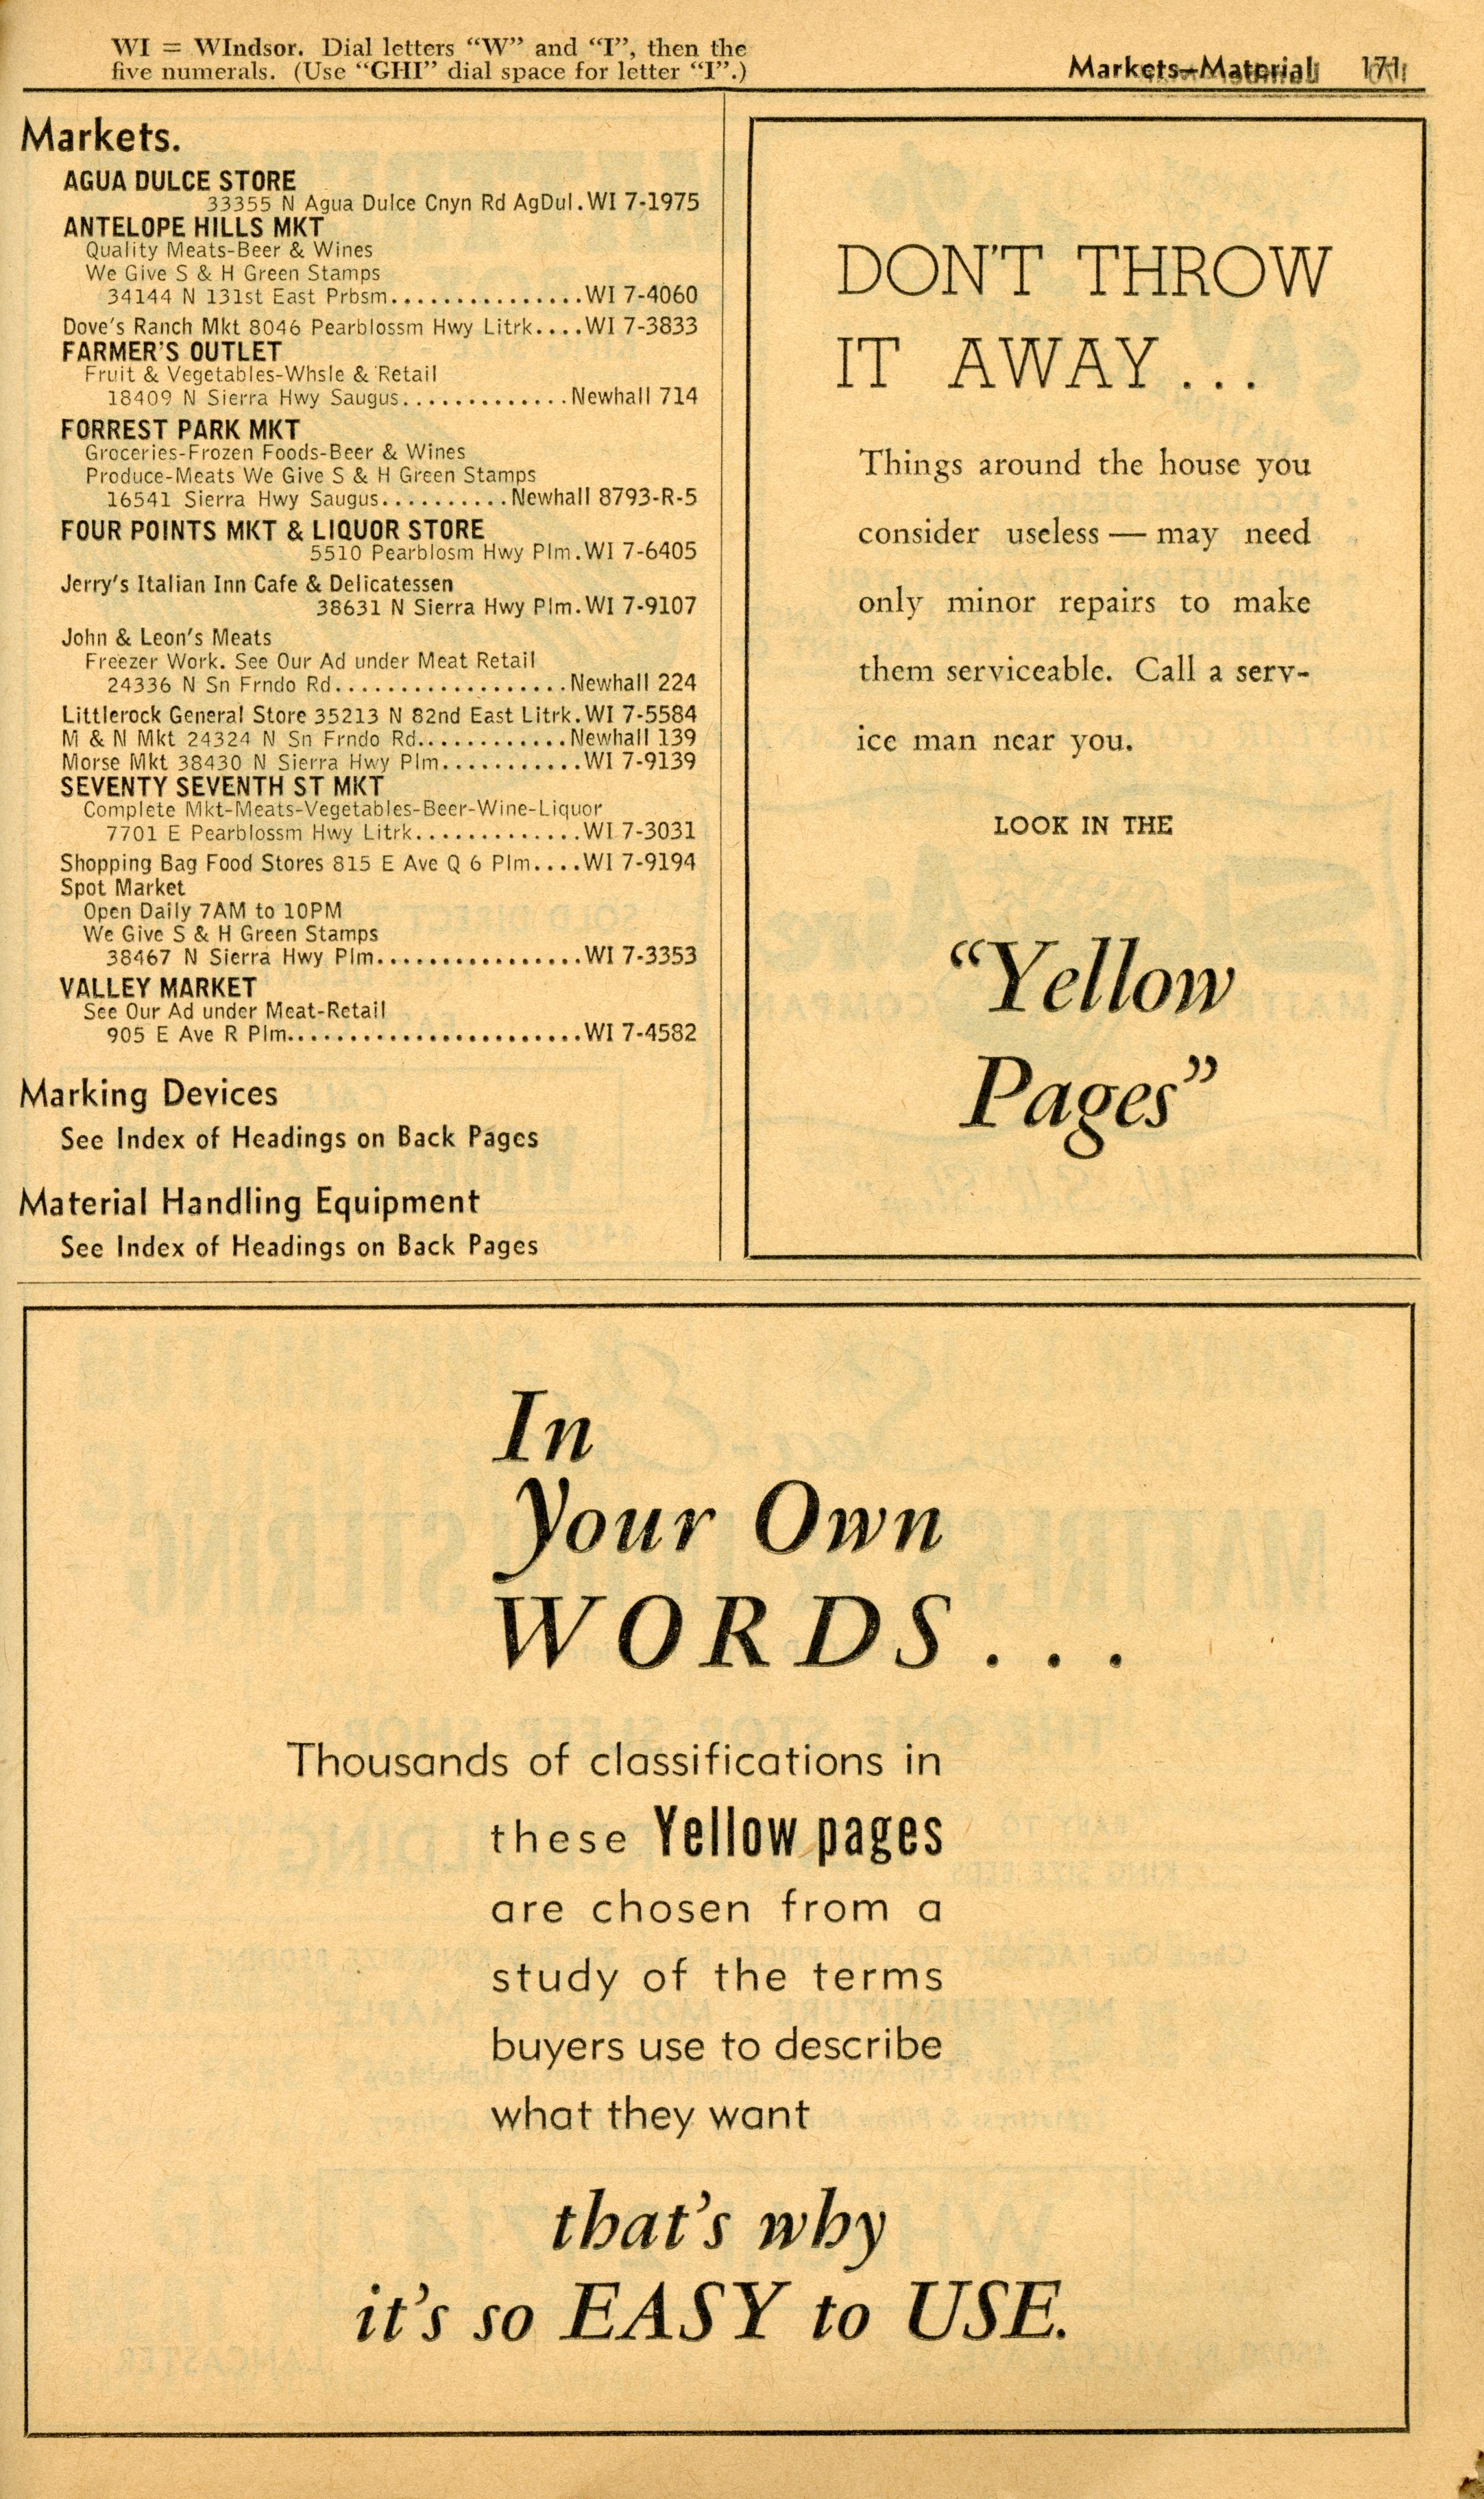 WI = WIndsor. Dial letters “W” and “I”, then the
five numerals. (Use “GHI” dial space for letter “I”.)
Markets—Material 171
Markets.
AGUA DULCE STORE
33355 N Agua Dulce Cnyn Rd AgDul.WI 7-1975
ANTELOPE HILLS MKT
Quality Meats-Beer & Wines
We Give S & H Green Stamps
34144 N 131st East Prbsm...............WI 7-4060
Dove's Ranch Mkt 8046 Pearblossm Hwy Litrk....WI 7-3833
FARMER'S OUTLET
Fruit & Vegetables-Whsle & Retail
18409 N Sierra Hwy Saugus.............Newhall 714
FORREST PARK MKT
Groceries-Frozen Foods-Beer & Wines
Produce-Meats We Give S & H Green Stamps
16541 Sierra Hwy Saugus..........Newhall 8793-R-5
FOUR POINTS MKT & LIQUOR STORE
5510 Pearblosm Hwy Plm.WI 7-6405
Jerry's Italian Inn Cafe & Delicatessen
38631 N Sierra Hwy Plm.WI 7-9107
John & Leon's Meats
Freezer Work. See Our Ad under Meat Retail
24336 N Sn Frndo Rd..................Newhall 224
Littlerock General Store 35213 N 82nd East Litrk.WI 7-5584
M & N Mkt 24324 N Sn Frndo Rd............Newhall 139
Morse Mkt 38430 N Sierra Hwy Plm...........WI 7-9139
SEVENTY SEVENTH ST MKT
Complete Mkt-Meats-Vegetables-Beer-Wine-Liquor
7701 E Pearblossm Hwy Litrk.............WI 7-3031
Shopping Bag Food Stores 815 E Ave Q 6 Plm....WI 7-9194
Spot Market
Open Daily 7AM to 10PM
We Give S & H Green Stamps
38467 N Sierra Hwy Plm................WI 7-3353
VALLEY MARKET
See Our Ad under Meat-Retail
905 E Ave R Plm.......................WI 7-4582
Marking Devices
See Index of Headings on Back Pages
Material Handling Equipment
See Index of Headings on Back Pages
DON'T THROW
IT AWAY...
Things around the house you
consider useless — may need
only minor repairs to make
them serviceable. Call a serv-
ice man near you.
LOOK IN THE
“Yellow
Pages”
In
Your Own
WORDS...
Thousands of classifications in
these Yellow pages
are chosen from a
study of the terms
buyers use to describe
what they want
that's why
it's so EASY to USE.